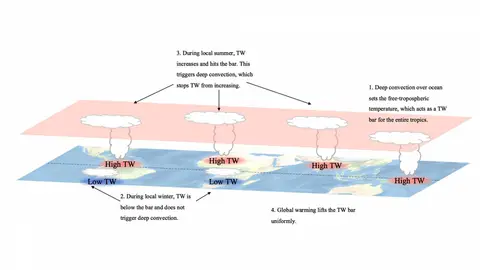 3. During local summer, TW
increases and hits the bar. This
triggers deep convection, which
stops TW from increasing.
1. Deep convection over ocean
sets the free-tropospheric
temperature, which acts as a TW
bar for the entire tropics.
High TW
High TW
High TW
High TW
Low TW
Low TW
2. During local winter, TW is
below the bar and does not
trigger deep convection.
4. Global warming lifts the TW bar
uniformly.